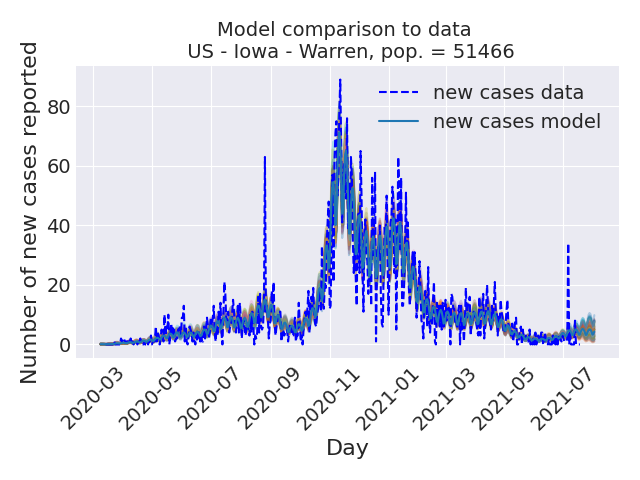 Model comparison to data
US - Iowa - Warren, pop. = 51466
Number of new cases reported
80
60
40
20
0
new cases data
new cases model
2020-03
2020-05
2020-07
2020-09
2020-11
2021-01
2021-03
2021-05
2021-07
Day